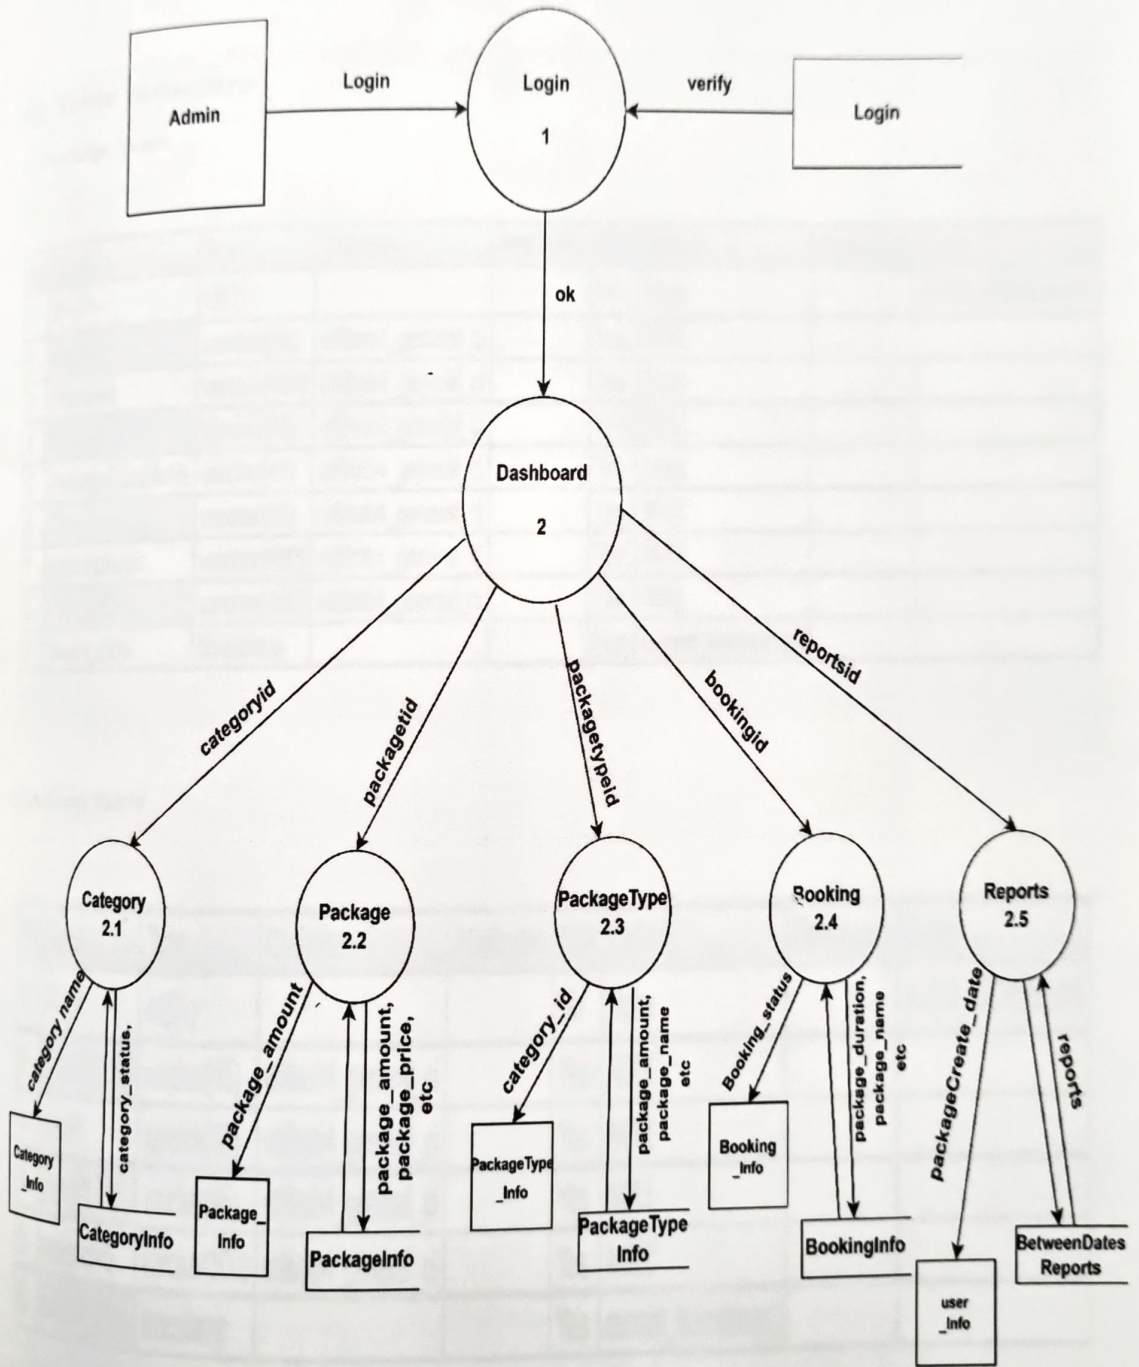 Admin
Login
Login
1
verify
Login
ok
Dashboard
2
categoryid
packagetid
packagetypeid
bookingid
reportsid
Category
2.1
Package
2.2
PackageType
2.3
Booking
2.4
Reports
2.5
category name
category_status,
package_amount
package_amount,
package_price,
etc
category_id
package_amount,
package_name
etc
Booking_status
package_duration,
package_name
etc
packageCreate_date
reports
Category
_Info
CategoryInfo
Package_
Info
PackageInfo
PackageType
_Info
PackageType
Info
Booking
_Info
BookingInfo
user
_Info
BetweenDates
Reports